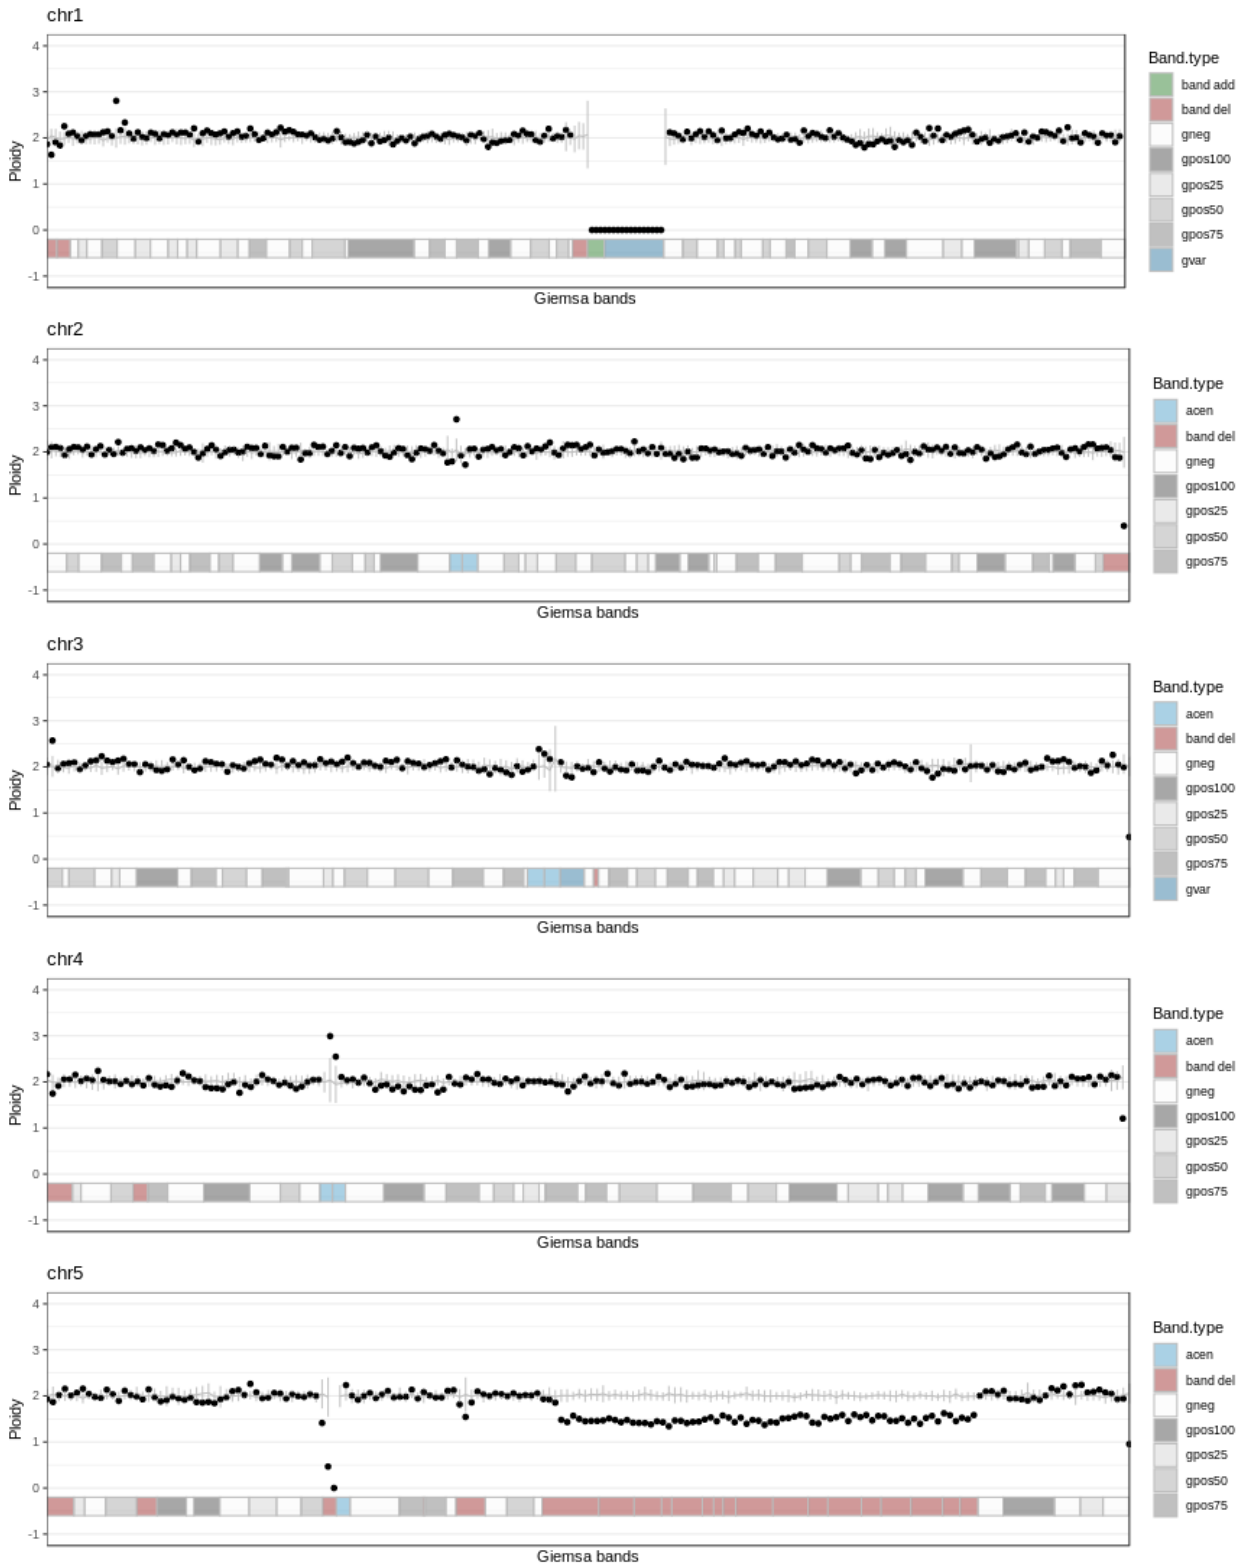 chr1
4
3
2
1
0
-1
Ploidy
Giemsa bands
Band.type
band add
band del
gneg
gpos100
gpos25
gpos50
gpos75
gvar
chr2
4
3
2
1
0
-1
Ploidy
Giemsa bands
Band.type
acen
band del
gneg
gpos100
gpos25
gpos50
gpos75
chr3
4
3
2
1
0
-1
Ploidy
Giemsa bands
Band.type
acen
band del
gneg
gpos100
gpos25
gpos50
gpos75
gvar
chr4
4
3
2
1
0
-1
Ploidy
Giemsa bands
Band.type
acen
band del
gneg
gpos100
gpos25
gpos50
gpos75
chr5
4
3
2
1
0
-1
Ploidy
Giemsa bands
Band.type
acen
band del
gneg
gpos100
gpos25
gpos50
gpos75